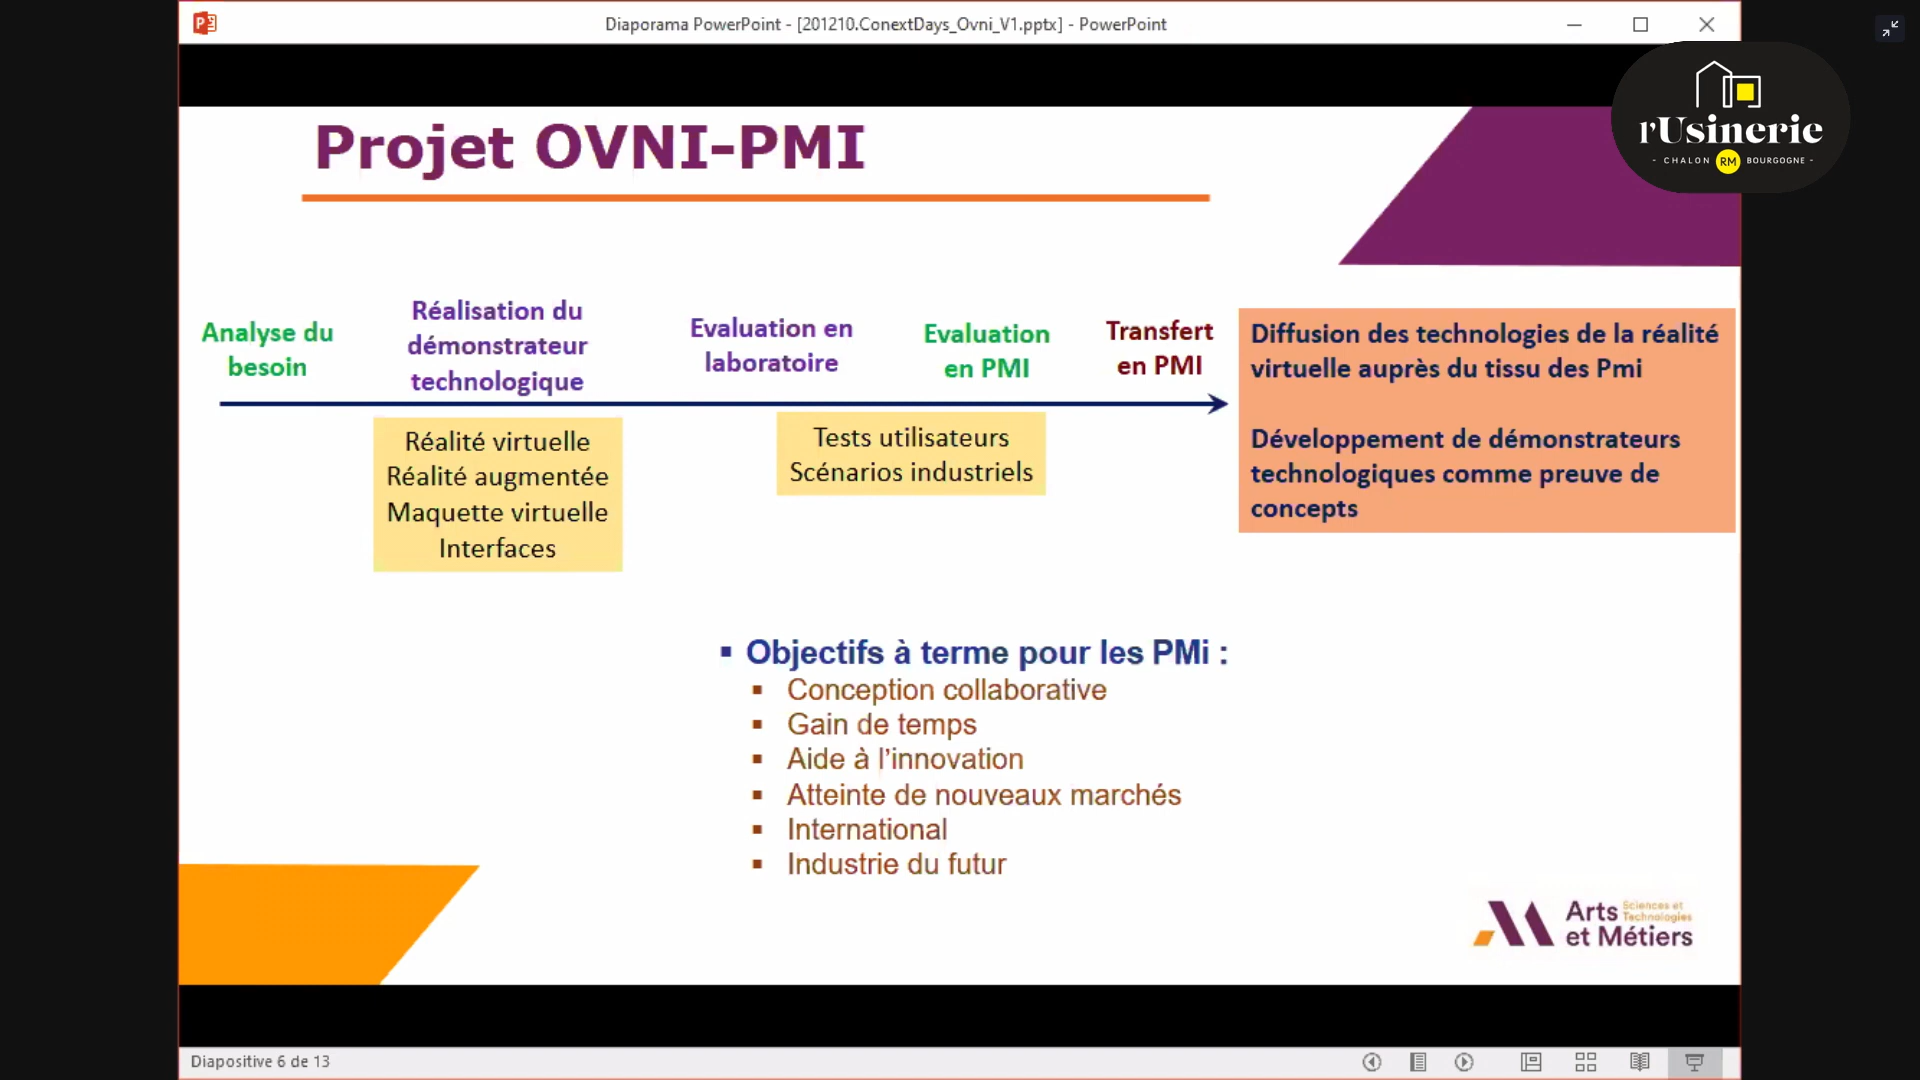 Diaporama PowerPoint - [201210.ConextDays_Ovni_V1.pptx] - PowerPoint
l'Usinerie
- CHALON RM BOURGOGNE -
Projet OVNI-PMI
Analyse du
besoin
Réalisation du
démonstrateur
technologique
Evaluation en
laboratoire
Evaluation
en PMI
Transfert
en PMI
Réalité virtuelle
Réalité augmentée
Maquette virtuelle
Interfaces
Tests utilisateurs
Scénarios industriels
Diffusion des technologies de la réalité
virtuelle auprès du tissu des Pmi
Développement de démonstrateurs
technologiques comme preuve de
concepts
▪ Objectifs à terme pour les PMi :
▪ Conception collaborative
▪ Gain de temps
▪ Aide à l’innovation
▪ Atteinte de nouveaux marchés
▪ International
▪ Industrie du futur
Arts Sciences et
Technologies
et Métiers
Diapositive 6 de 13